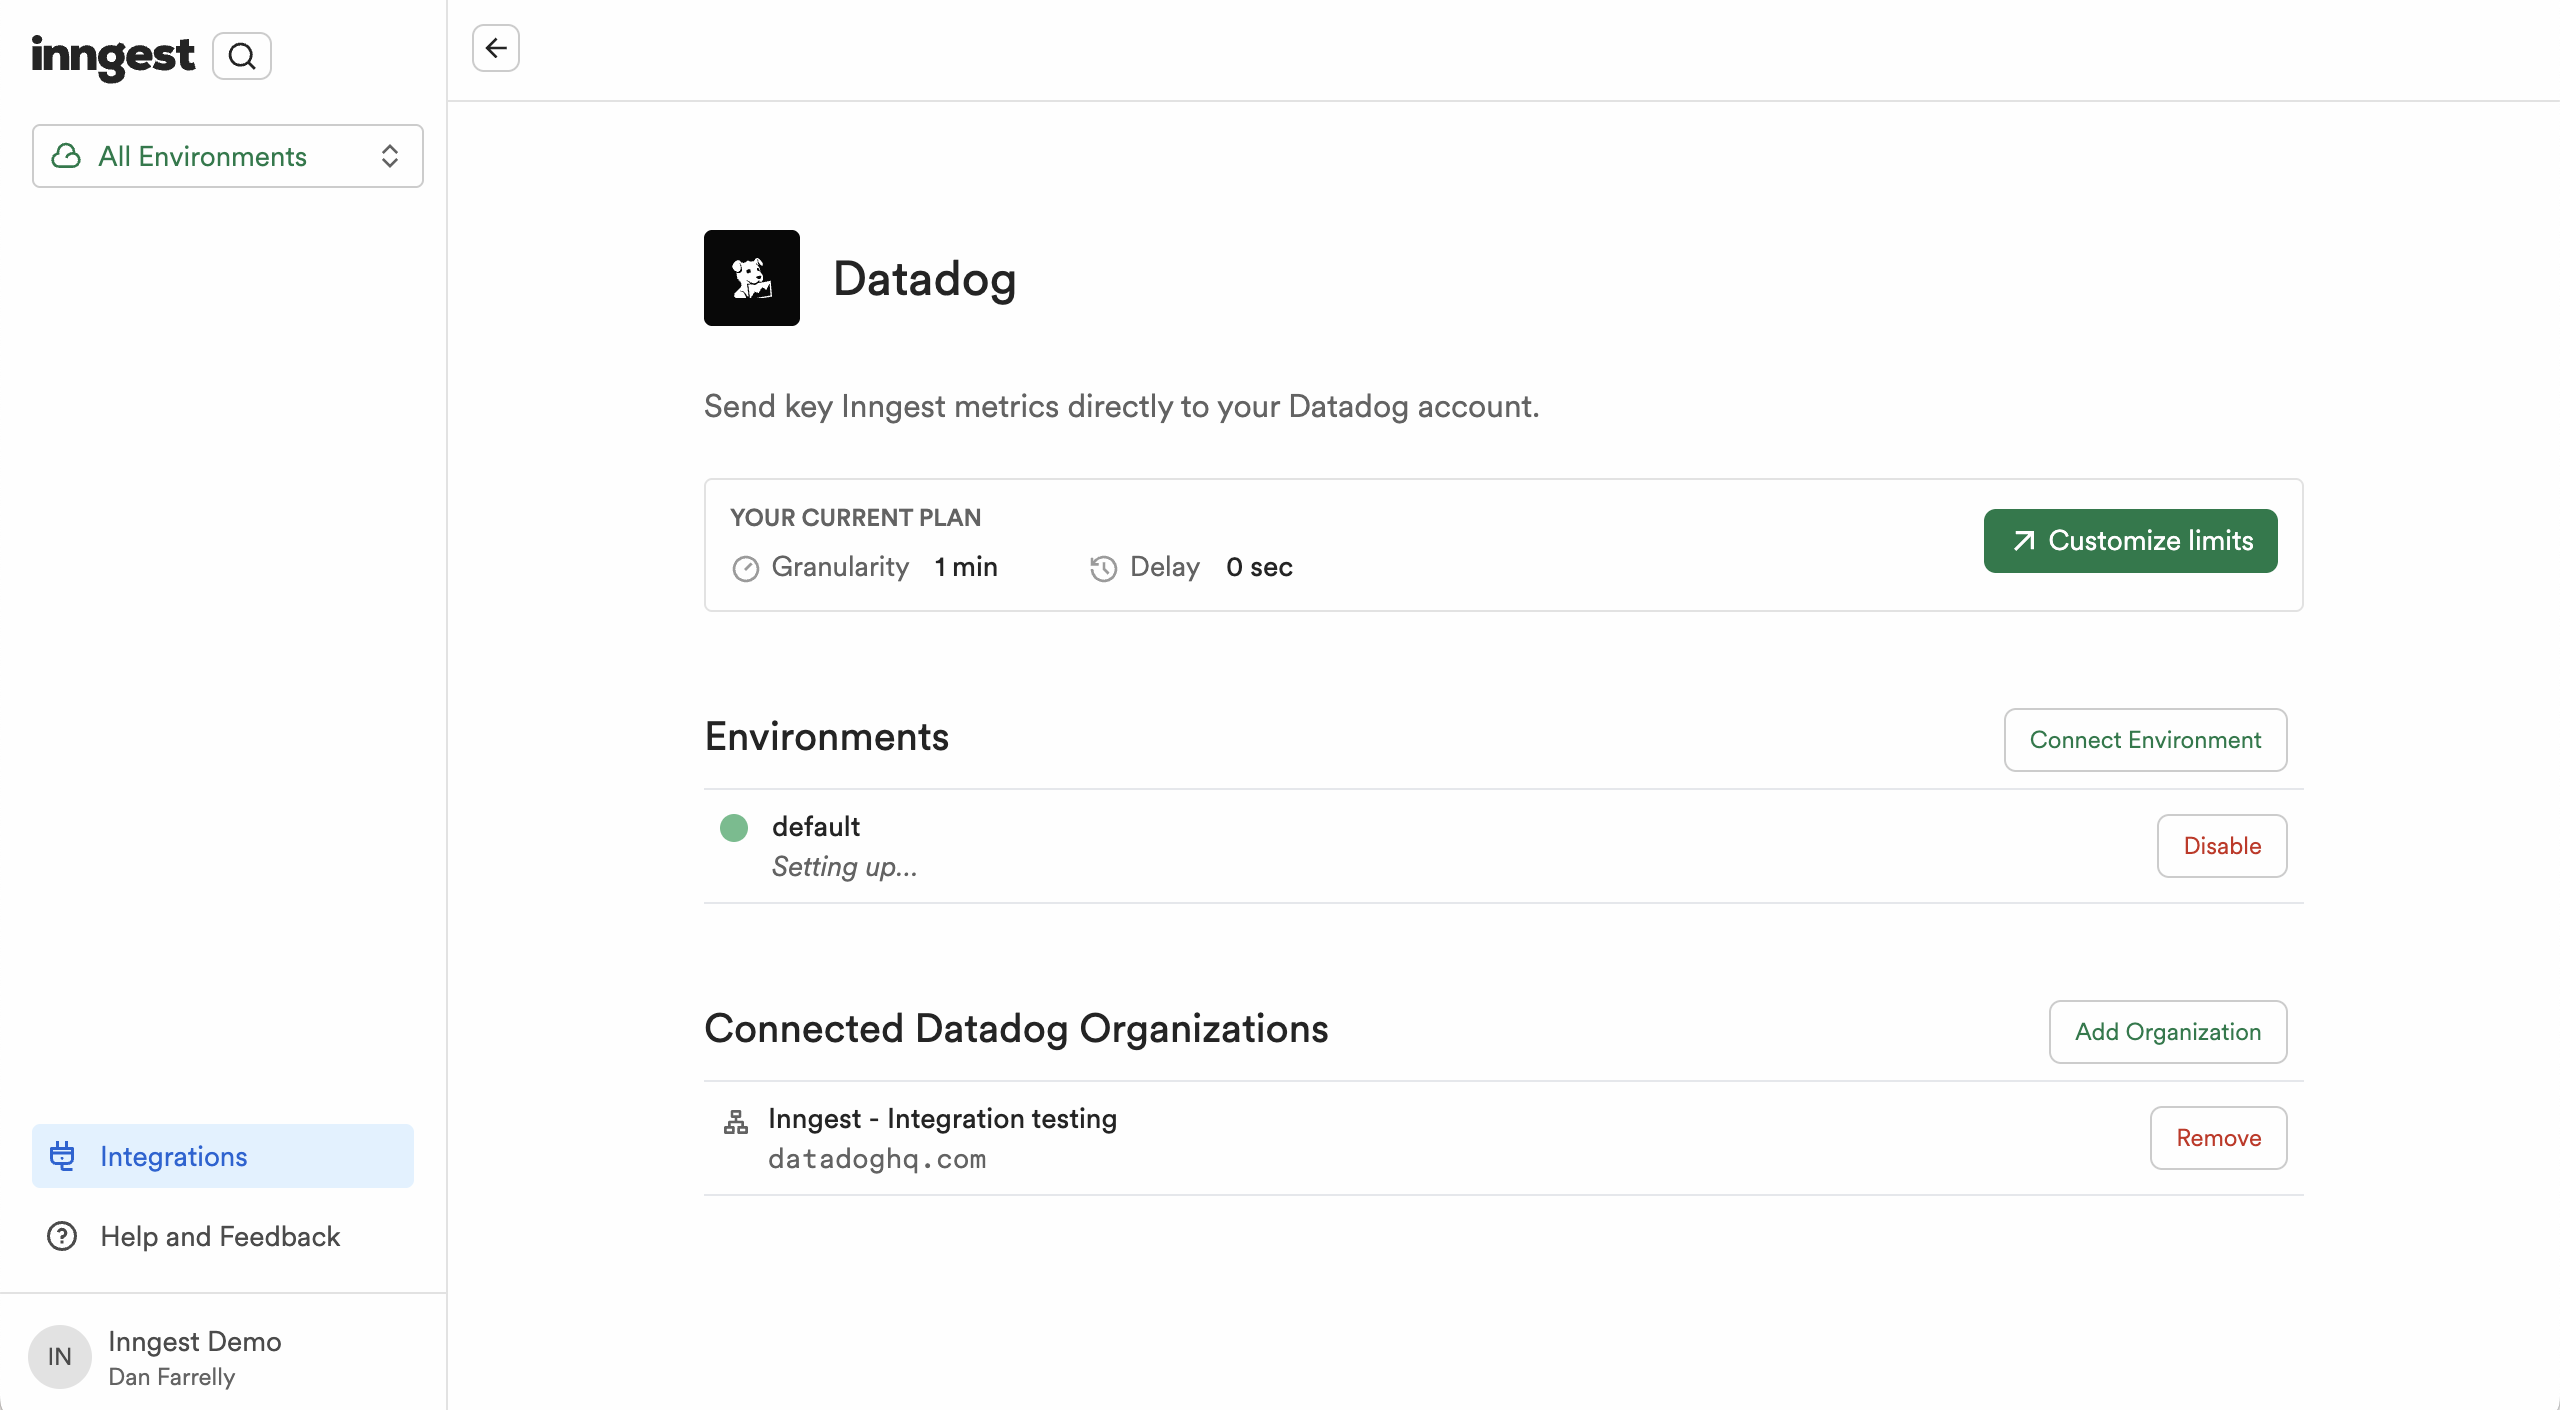 inngest
All Environments
Datadog
Send key Inngest metrics directly to your Datadog account.
YOUR CURRENT PLAN
Granularity 1 min Delay 0 sec
Customize limits
Environments
Connect Environment
default
Setting up...
Disable
Connected Datadog Organizations
Add Organization
Inngest - Integration testing
datadoghq.com
Remove
Integrations
Help and Feedback
IN
Inngest Demo
Dan Farrelly